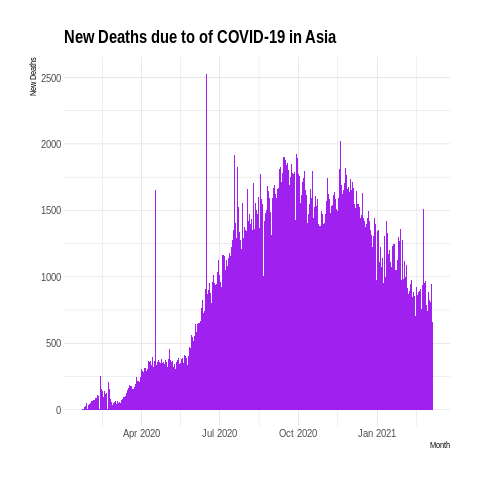 New Deaths due to of COVID-19 in Asia
New Deaths
2500
2000
1500
1000
500
0
Apr 2020 Jul 2020 Oct 2020 Jan 2021
Month